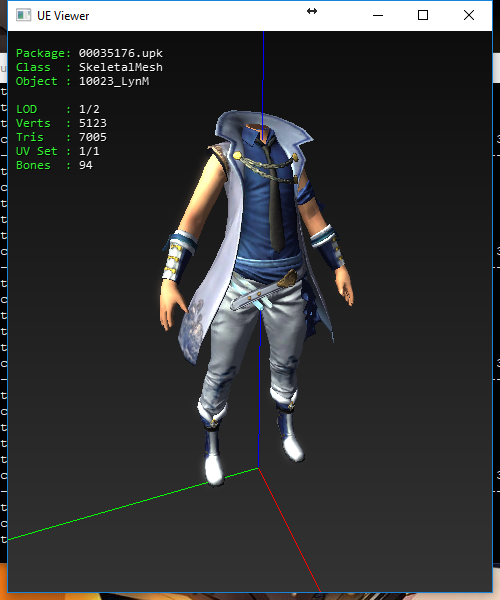 UE Viewer
Package: 00035176.upk
Class : SkeletalMesh
Object : 10023_LynM
LOD : 1/2
Verts : 5123
Tris : 7005
UV Set : 1/1
Bones : 94